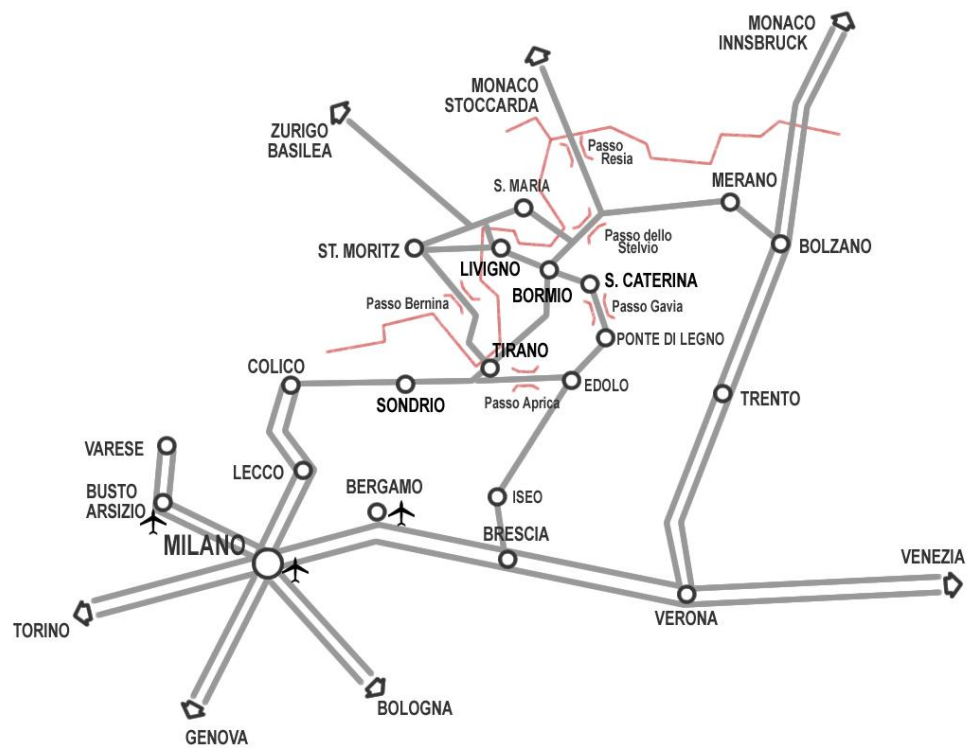 MONACO
INNSBRUCK
MONACO
STOCCARDA
ZURIGO
BASILEA
Passo
Resia
S. MARIA
MERANO
ST. MORITZ
Passo dello
Stelvio
BOLZANO
LIVIGNO
BORMIO
S. CATERINA
Passo Bernina
Passo Gavia
TIRANO
PONTE DI LEGNO
COLICO
SONDRIO
Passo Aprica
EDOLO
TRENTO
VARESE
LECCO
BERGAMO
BUSTO
ARSIZIO
ISEO
BRESCIA
MILANO
VENEZIA
VERONA
TORINO
BOLOGNA
GENOVA